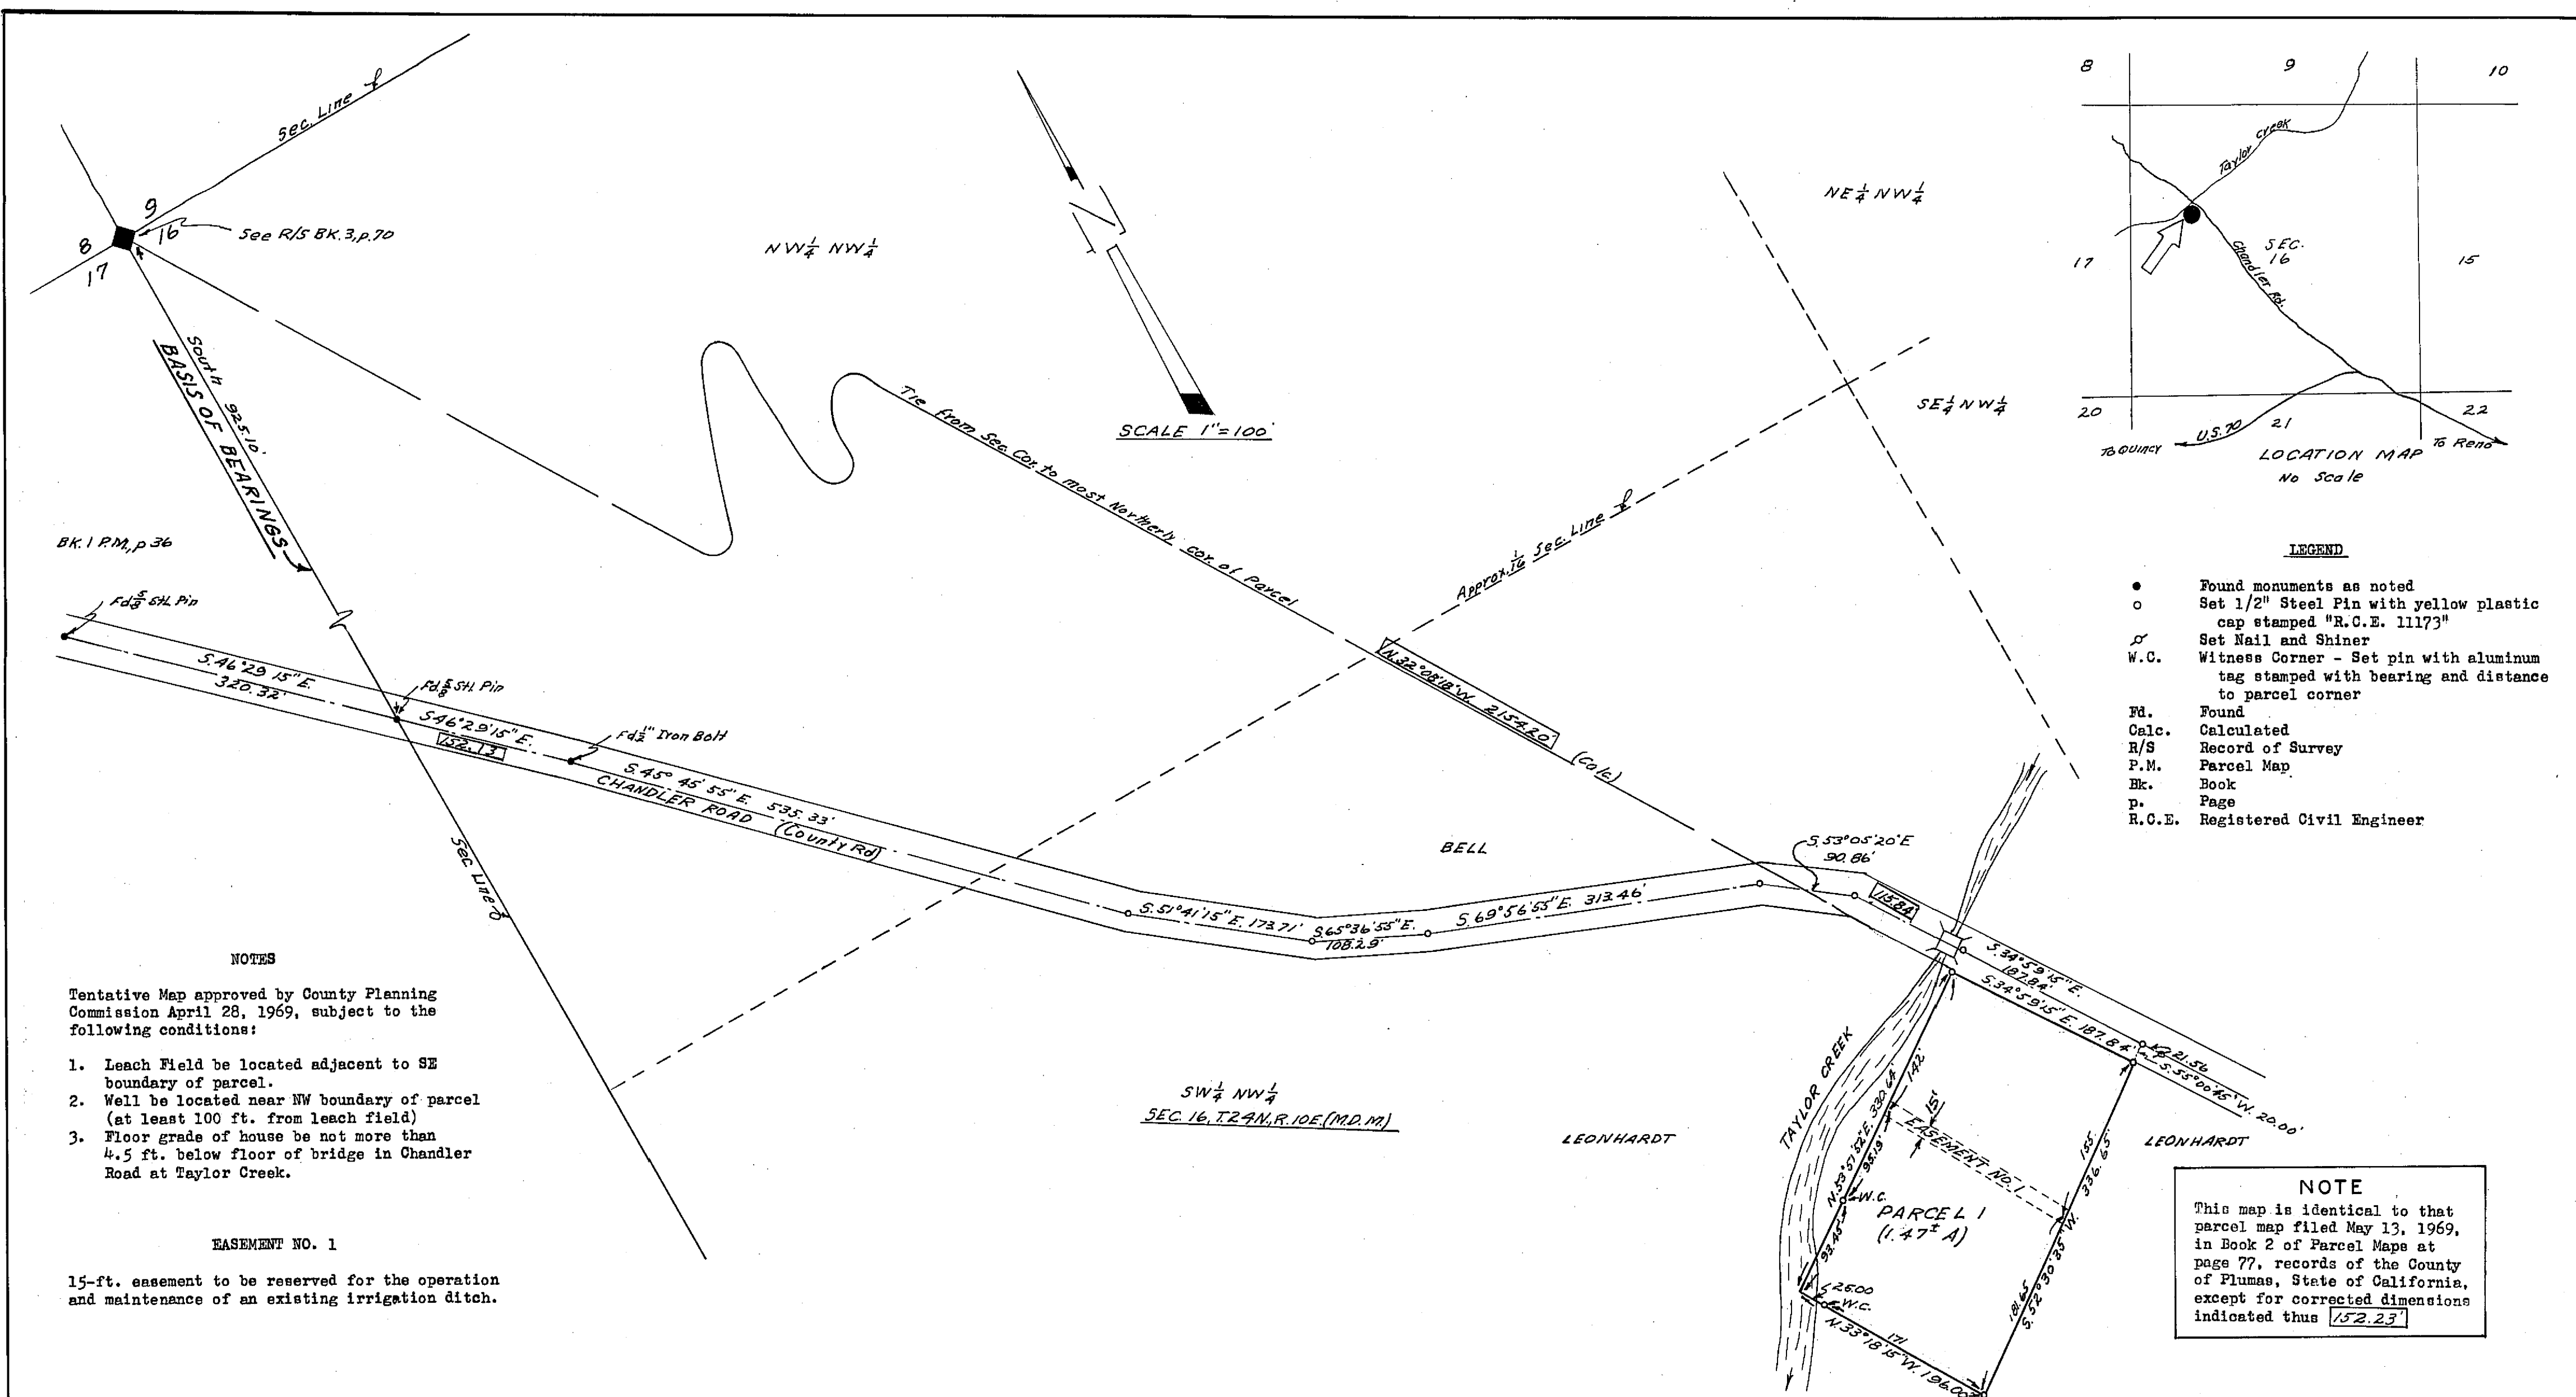 Sec. Line
9
16
8
17
See R/S BK. 3, p. 70
South 925.10'
BASIS OF BEARINGS
NW 1/4 NW 1/4
N
SCALE 1"=100'
NE 1/4 NW 1/4
SE 1/4 NW 1/4
Tie from Sec. Cor. to most Northerly cor. of Parcel
N.32°08'18"W. 2154.20'
(Calc)
Approx. 1/16 Sec. Line
8
9
10
Taylor Creek
17
SEC.
16
15
Chandler Rd.
20
21
22
U.S. 70
To QUINCY
To Reno
LOCATION MAP
No Scale
LEGEND
● Found monuments as noted
○ Set 1/2" Steel Pin with yellow plastic
cap stamped "R.C.E. 11173"
Set Nail and Shiner
W.C. Witness Corner - Set pin with aluminum
tag stamped with bearing and distance
to parcel corner
Fd. Found
Calc. Calculated
R/S Record of Survey
P.M. Parcel Map
Bk. Book
p. Page
R.C.E. Registered Civil Engineer
BK. 1 P.M., p 36
Fd 5/8 Stl. Pin
S.46°29'15"E.
320.32'
Fd. 5/8 Stl. Pin
S46°29'15"E.
152.13'
Fd 1/2" Iron Bolt
S.45°45'55"E. 535.33'
CHANDLER ROAD (County Rd)
Sec. Line
BELL
S.51°41'15"E. 173.71'
S.65°36'55"E.
108.29'
S.69°56'55"E. 313.46'
S.53°05'20"E
90.86'
115.84'
S.34°59'15"E.
187.84'
S.34°59'15"E. 187.84'
21.56
S.55°00'45"W. 20.00'
TAYLOR CREEK
N.53°51'52"E. 330.64'
142'
95.19'
93.45'
W.C.
15'
EASEMENT NO. 1
PARCEL 1
(1.47± A)
155'
336.65'
S.52°30'35"W.
181.65
25.00
W.C.
171
N.33°18'15"W. 196.00
SW 1/4 NW 1/4
SEC. 16, T.24N., R.10E. (M.D.M.)
LEONHARDT
LEONHARDT
NOTES
Tentative Map approved by County Planning
Commission April 28, 1969, subject to the
following conditions:
1. Leach Field be located adjacent to SE
boundary of parcel.
2. Well be located near NW boundary of parcel
(at least 100 ft. from leach field)
3. Floor grade of house be not more than
4.5 ft. below floor of bridge in Chandler
Road at Taylor Creek.
EASEMENT NO. 1
15-ft. easement to be reserved for the operation
and maintenance of an existing irrigation ditch.
NOTE
This map is identical to that
parcel map filed May 13, 1969,
in Book 2 of Parcel Maps at
page 77, records of the County
of Plumas, State of California,
except for corrected dimensions
indicated thus 152.23'